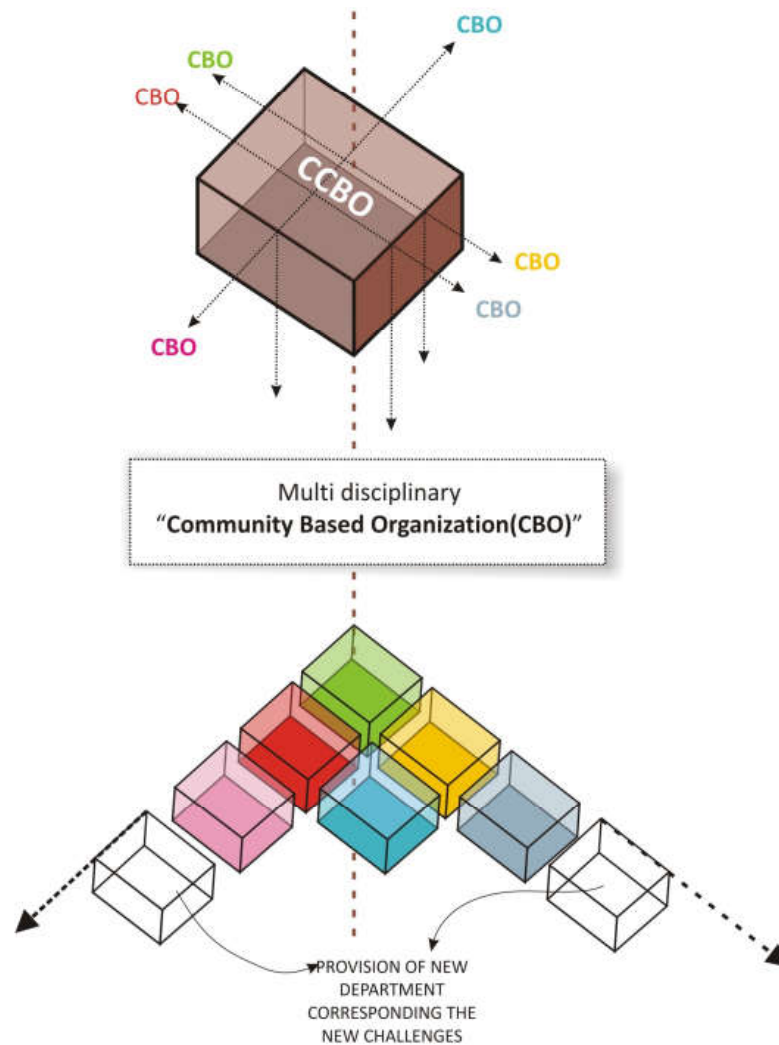 CBO
CBO
CBO
CCBO
CBO
CBO
CBO
Multi disciplinary
“Community Based Organization(CBO)”
PROVISION OF NEW
DEPARTMENT
CORRESPONDING THE
NEW CHALLENGES